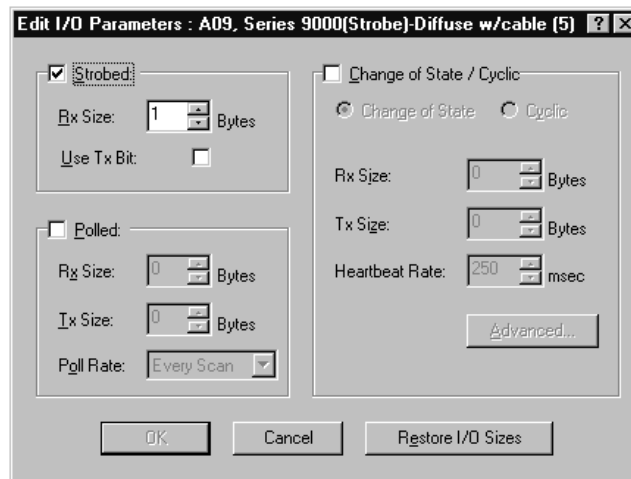 Edit I/O Parameters : A09, Series 9000(Strobe)-Diffuse w/cable (5)
Strobed:
Rx Size: 1 Bytes
Use Tx Bit:
Polled:
Rx Size: 0 Bytes
Tx Size: 0 Bytes
Poll Rate: Every Scan
Change of State / Cyclic
Change of State Cyclic
Rx Size: 0 Bytes
Tx Size: 0 Bytes
Heartbeat Rate: 250 msec
Advanced...
OK Cancel Restore I/O Sizes